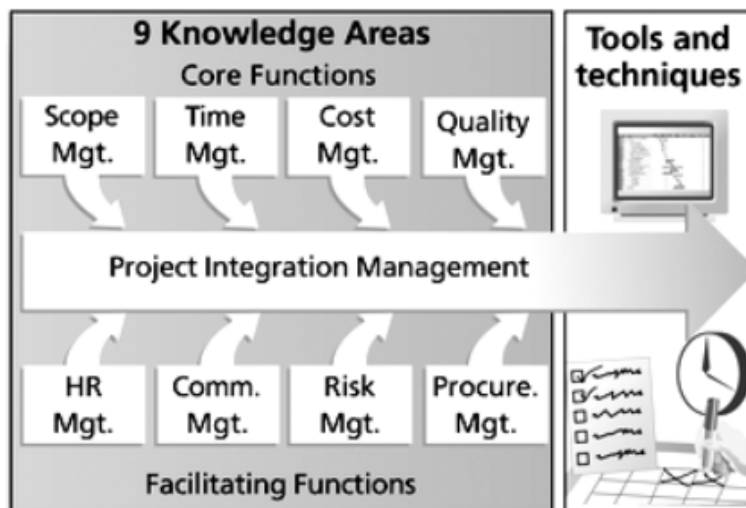 9 Knowledge Areas
Core Functions
Scope
Mgt.
Time
Mgt.
Cost
Mgt.
Quality
Mgt.
Project Integration Management
HR
Mgt.
Comm.
Mgt.
Risk
Mgt.
Procure.
Mgt.
Facilitating Functions
Tools and
techniques